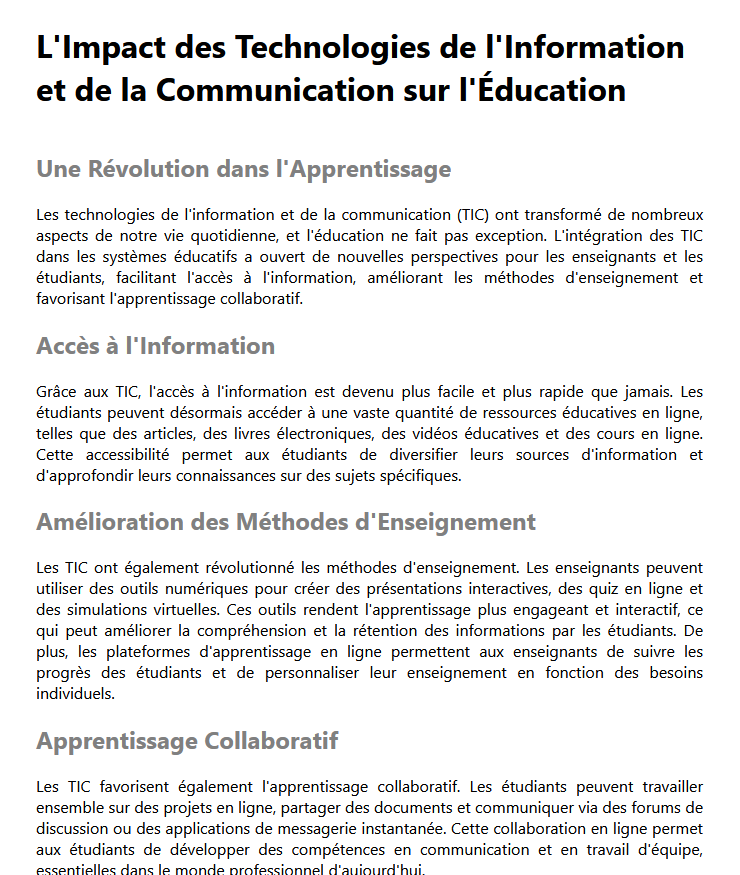 L'Impact des Technologies de l'Information
et de la Communication sur l'Éducation
Une Révolution dans l'Apprentissage
Les technologies de l'information et de la communication (TIC) ont transformé de nombreux
aspects de notre vie quotidienne, et l'éducation ne fait pas exception. L'intégration des TIC
dans les systèmes éducatifs a ouvert de nouvelles perspectives pour les enseignants et les
étudiants, facilitant l'accès à l'information, améliorant les méthodes d'enseignement et
favorisant l'apprentissage collaboratif.
Accès à l'Information
Grâce aux TIC, l'accès à l'information est devenu plus facile et plus rapide que jamais. Les
étudiants peuvent désormais accéder à une vaste quantité de ressources éducatives en ligne,
telles que des articles, des livres électroniques, des vidéos éducatives et des cours en ligne.
Cette accessibilité permet aux étudiants de diversifier leurs sources d'information et
d'approfondir leurs connaissances sur des sujets spécifiques.
Amélioration des Méthodes d'Enseignement
Les TIC ont également révolutionné les méthodes d'enseignement. Les enseignants peuvent
utiliser des outils numériques pour créer des présentations interactives, des quiz en ligne et
des simulations virtuelles. Ces outils rendent l'apprentissage plus engageant et interactif, ce
qui peut améliorer la compréhension et la rétention des informations par les étudiants. De
plus, les plateformes d'apprentissage en ligne permettent aux enseignants de suivre les
progrès des étudiants et de personnaliser leur enseignement en fonction des besoins
individuels.
Apprentissage Collaboratif
Les TIC favorisent également l'apprentissage collaboratif. Les étudiants peuvent travailler
ensemble sur des projets en ligne, partager des documents et communiquer via des forums de
discussion ou des applications de messagerie instantanée. Cette collaboration en ligne permet
aux étudiants de développer des compétences en communication et en travail d'équipe,
essentielles dans le monde professionnel d'aujourd'hui.